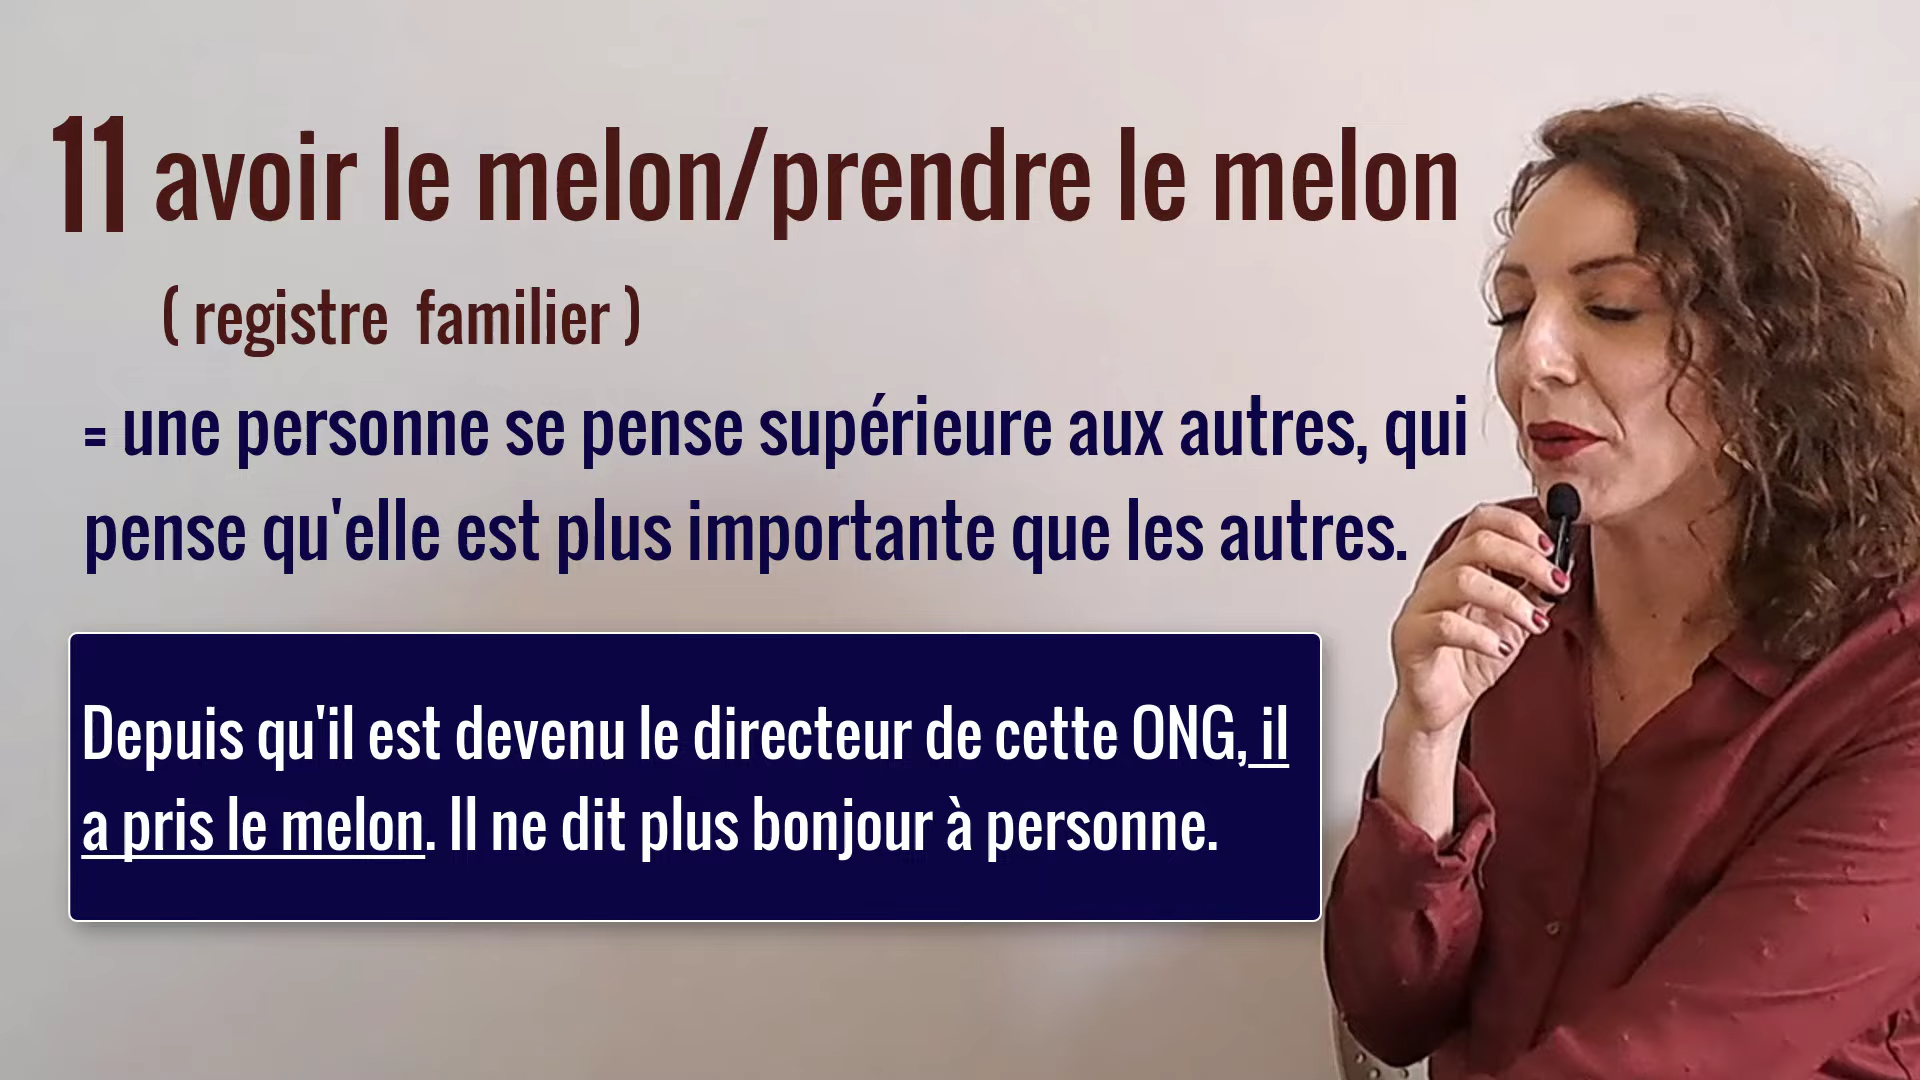 11 avoir le melon/prendre le melon
( registre familier )
= une personne se pense supérieure aux autres, qui
pense qu'elle est plus importante que les autres.
Depuis qu'il est devenu le directeur de cette ONG, il
a pris le melon. Il ne dit plus bonjour à personne.